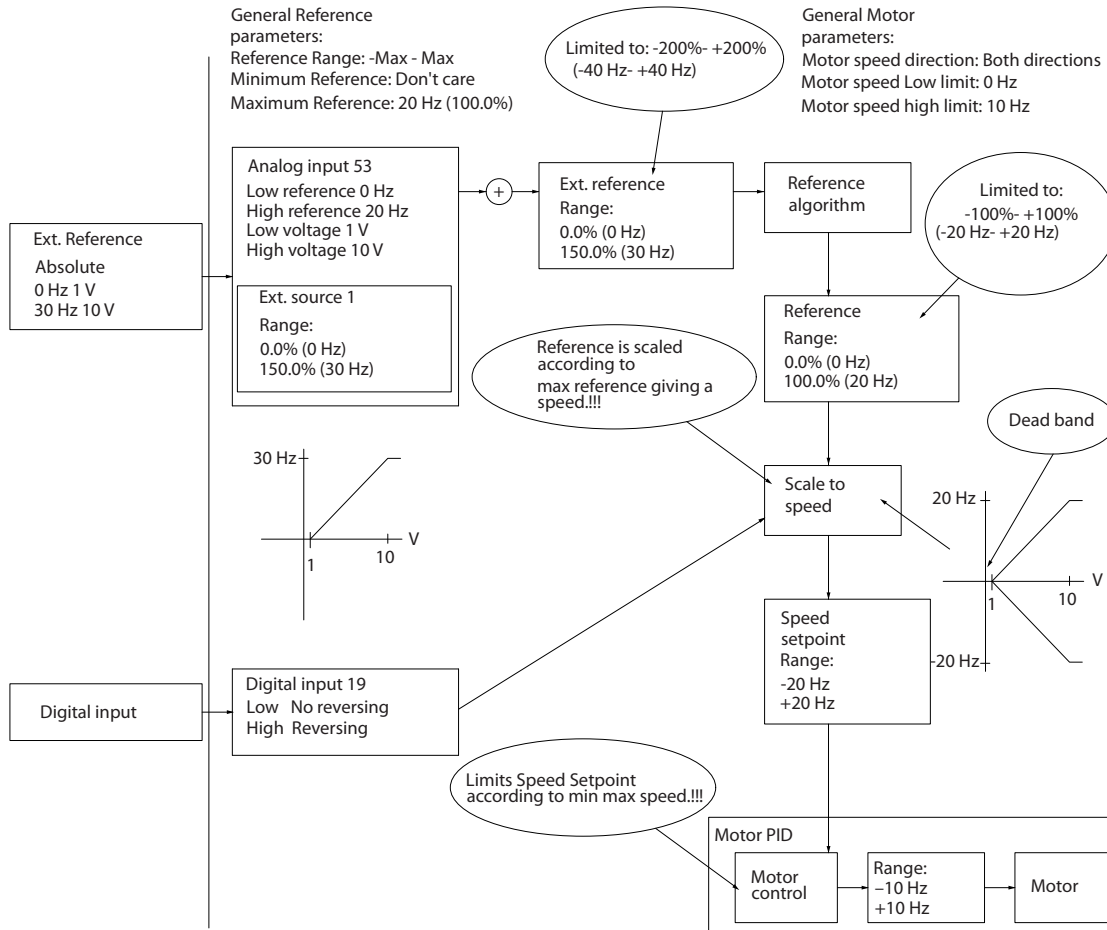 General Reference
parameters:
Reference Range: -Max - Max
Minimum Reference: Don't care
Maximum Reference: 20 Hz (100.0%)
Limited to: -200%- +200%
(-40 Hz- +40 Hz)
General Motor
parameters:
Motor speed direction: Both directions
Motor speed Low limit: 0 Hz
Motor speed high limit: 10 Hz
Ext. Reference
Absolute
0 Hz 1 V
30 Hz 10 V
Analog input 53
Low reference 0 Hz
High reference 20 Hz
Low voltage 1 V
High voltage 10 V
Ext. source 1
Range:
0.0% (0 Hz)
150.0% (30 Hz)
+
Ext. reference
Range:
0.0% (0 Hz)
150.0% (30 Hz)
Reference
algorithm
Limited to:
-100%- +100%
(-20 Hz- +20 Hz)
Reference
Range:
0.0% (0 Hz)
100.0% (20 Hz)
Reference is scaled
according to
max reference giving a
speed.!!!
Dead band
30 Hz
V
1
10
Scale to
speed
20 Hz
V
1
10
-20 Hz
Speed
setpoint
Range:
-20 Hz
+20 Hz
Digital input
Digital input 19
Low No reversing
High Reversing
Limits Speed Setpoint
according to min max speed.!!!
Motor PID
Motor
control
Range:
–10 Hz
+10 Hz
Motor